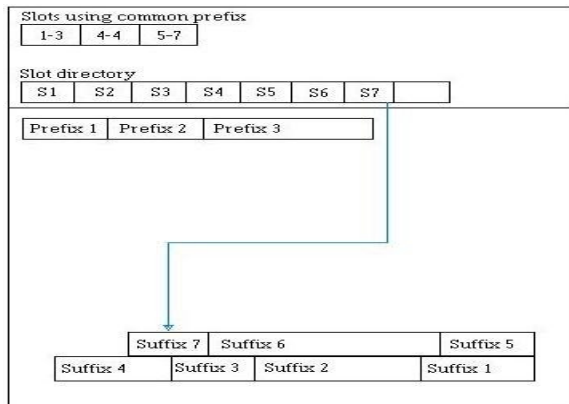 Slots using common prefix
1-3 4-4 5-7
Slot directory
S1 S2 S3 S4 S5 S6 S7
Prefix 1 Prefix 2 Prefix 3
Suffix 7 Suffix 6 Suffix 5
Suffix 4 Suffix 3 Suffix 2 Suffix 1